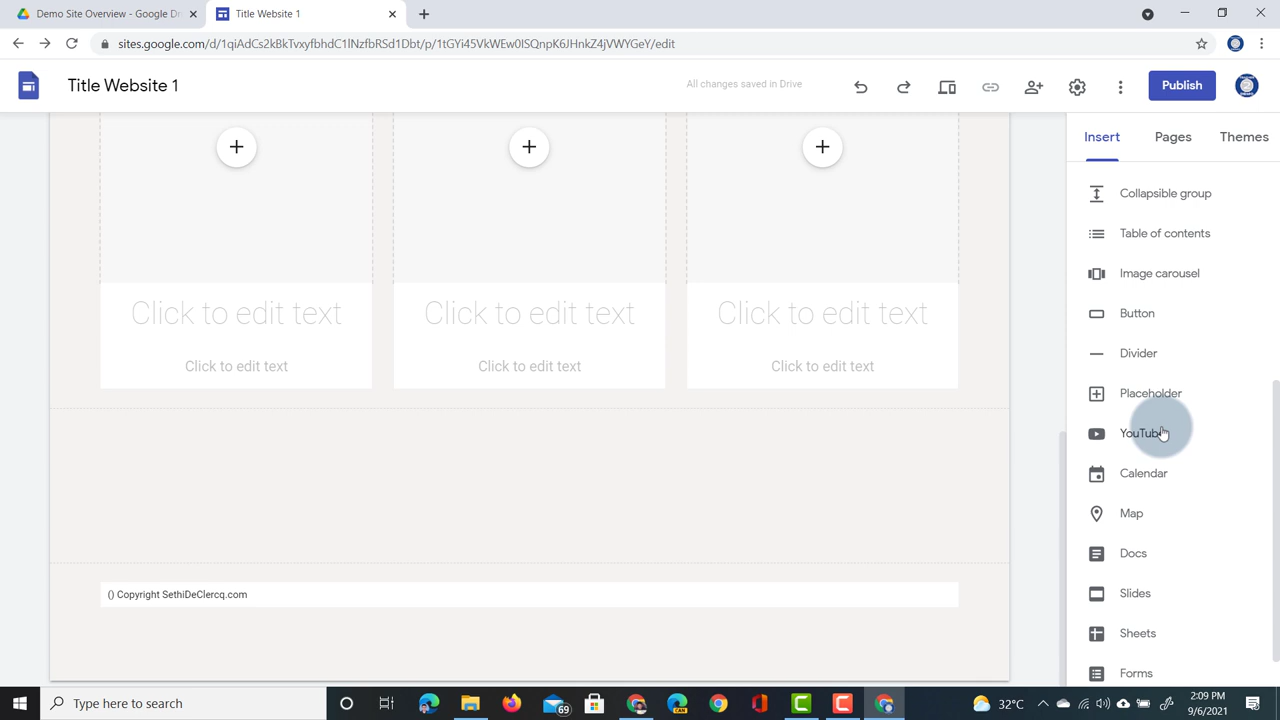 Demo Site Overview - Google Dr
Title Website 1
sites.google.com/d/1qiAdCs2kBkTvxyfbhdC1lNzfbRSd1Dbt/p/1tGYi45VkWEw0ISQnpK6JHnkZ4jVWYGeY/edit
Title Website 1
All changes saved in Drive
Publish
Insert
Pages
Themes
Collapsible group
Table of contents
Image carousel
Button
Divider
Placeholder
YouTube
Calendar
Map
Docs
Slides
Sheets
Forms
Click to edit text
Click to edit text
Click to edit text
Click to edit text
Click to edit text
Click to edit text
() Copyright SethiDeClercq.com
Type here to search
69
CAN
32°C
2:09 PM
9/6/2021